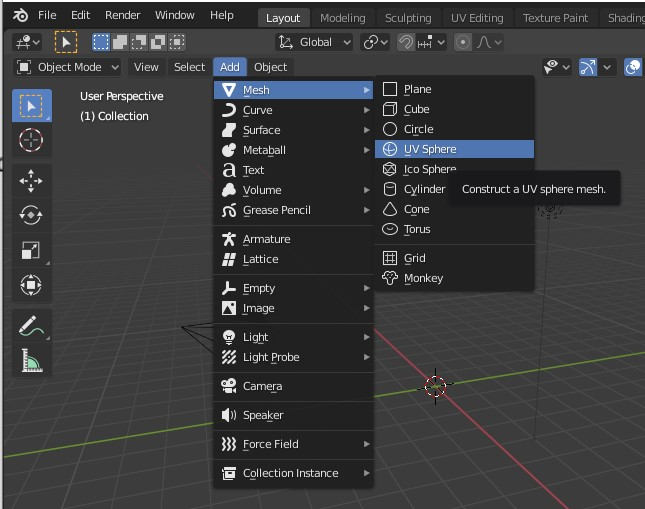 File Edit Render Window Help Layout Modeling Sculpting UV Editing Texture Paint Shading
Global
Object Mode View Select Add Object
User Perspective
(1) Collection
Mesh
Curve
Surface
Metaball
Text
Volume
Grease Pencil
Armature
Lattice
Empty
Image
Light
Light Probe
Camera
Speaker
Force Field
Collection Instance
Plane
Cube
Circle
UV Sphere
Ico Sphere
Cylinder
Construct a UV sphere mesh.
Cone
Torus
Grid
Monkey